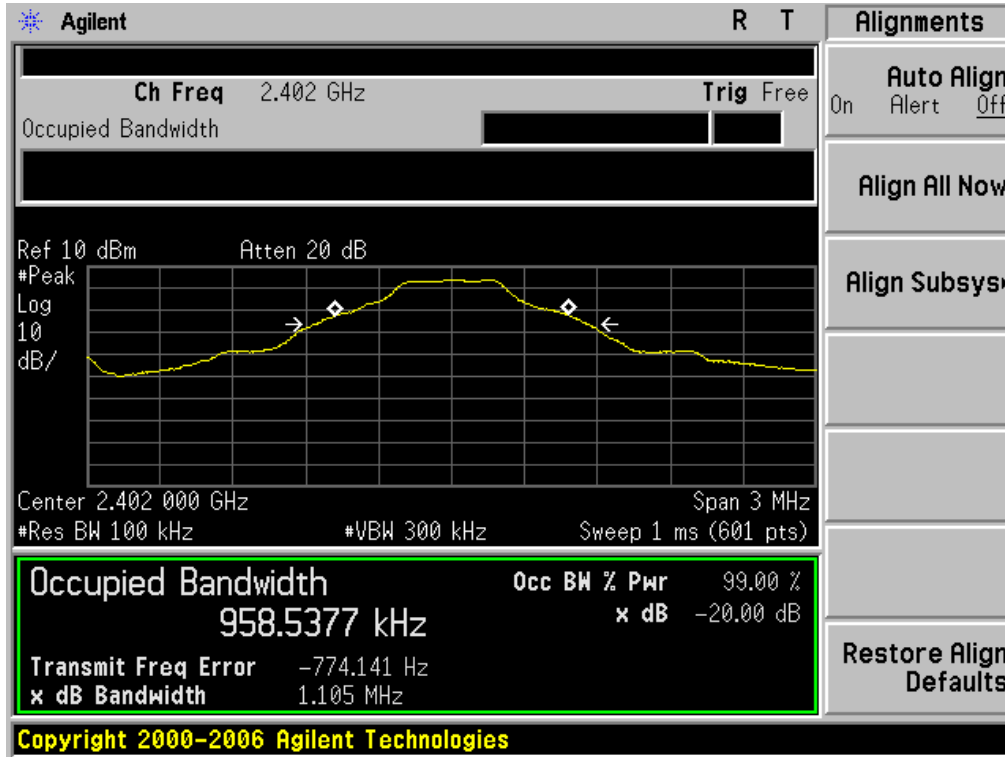 Agilent R T Alignments
Ch Freq 2.402 GHz Trig Free
Occupied Bandwidth
Auto Align
On Alert Off
Align All Now
Ref 10 dBm Atten 20 dB
#Peak
Log
10
dB/
Align Subsys
Center 2.402 000 GHz Span 3 MHz
#Res BW 100 kHz #VBW 300 kHz Sweep 1 ms (601 pts)
Occupied Bandwidth Occ BW % Pwr 99.00 %
958.5377 kHz x dB -20.00 dB
Transmit Freq Error -774.141 Hz
x dB Bandwidth 1.105 MHz
Restore Align
Defaults
Copyright 2000-2006 Agilent Technologies